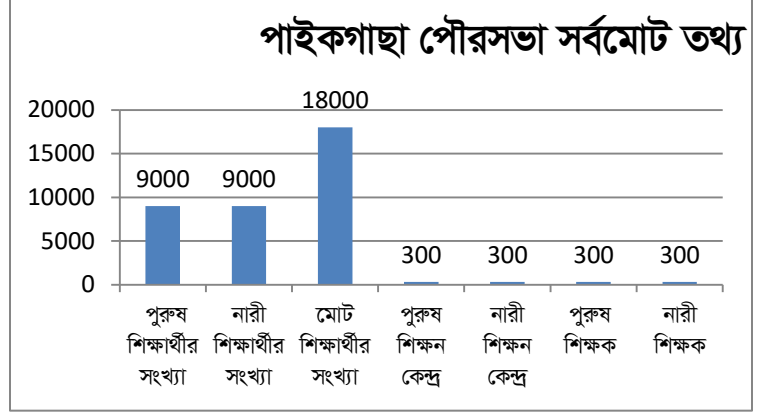 পাইকগাছা পৌরসভা সর্বমোট তথ্য
20000
15000
10000
5000
0
9000
9000
18000
300
300
300
300
পুরুষ শিক্ষার্থীর সংখ্যা
নারী শিক্ষার্থীর সংখ্যা
মোট শিক্ষার্থীর সংখ্যা
পুরুষ শিক্ষন কেন্দ্র
নারী শিক্ষন কেন্দ্র
পুরুষ শিক্ষক
নারী শিক্ষক